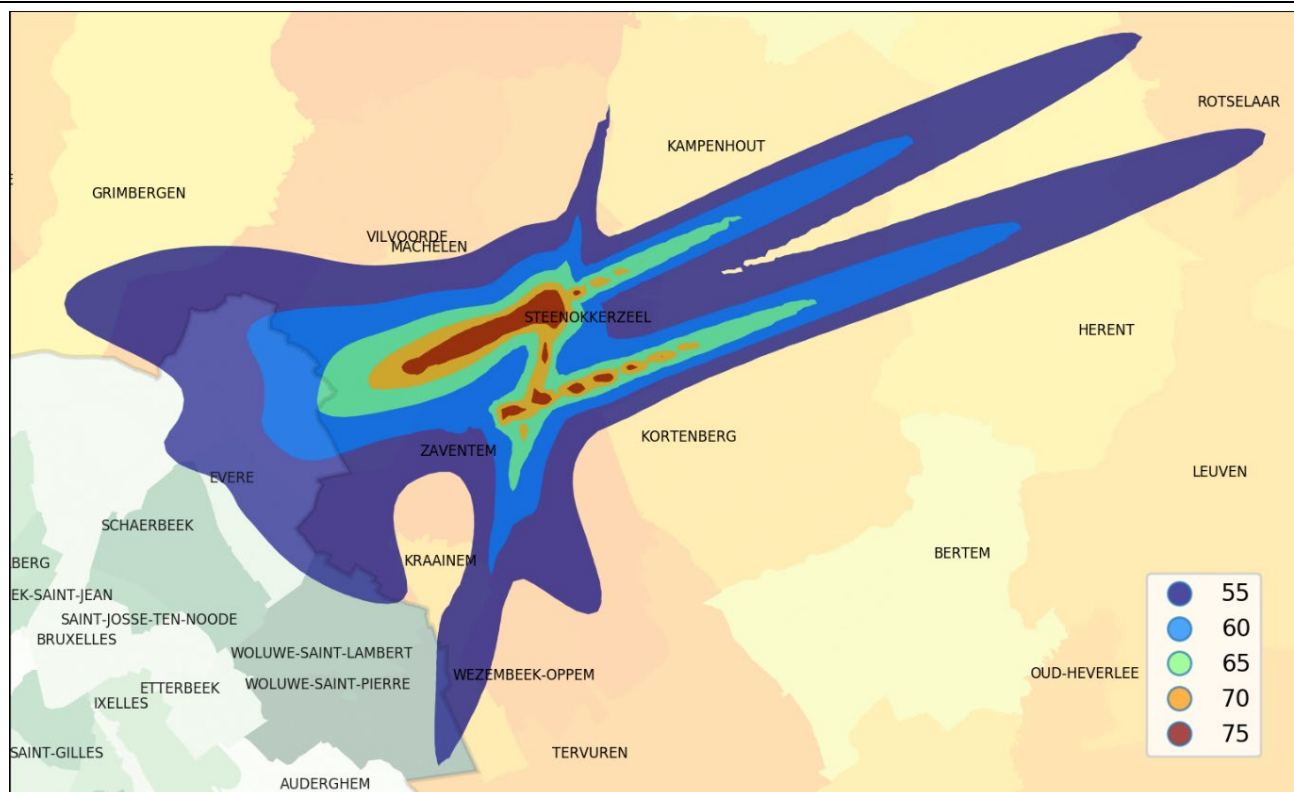 ROTSELAAR
KAMPENHOUT
GRIMBERGEN
VILVOORDE
MACHELEN
STEENOKKERZEEL
HERENT
KORTENBERG
ZAVENTEM
LEUVEN
EVERE
SCHAERBEEK
BERTEM
KRAAINEM
BERG
EK-SAINT-JEAN
SAINT-JOSSE-TEN-NOODE
BRUXELLES
WOLUWE-SAINT-LAMBERT
WEZEMBEEK-OPPEM
OUD-HEVERLEE
WOLUWE-SAINT-PIERRE
ETTERBEEK
IXELLES
SAINT-GILLES
TERVUREN
AUDERGHEM
55
60
65
70
75